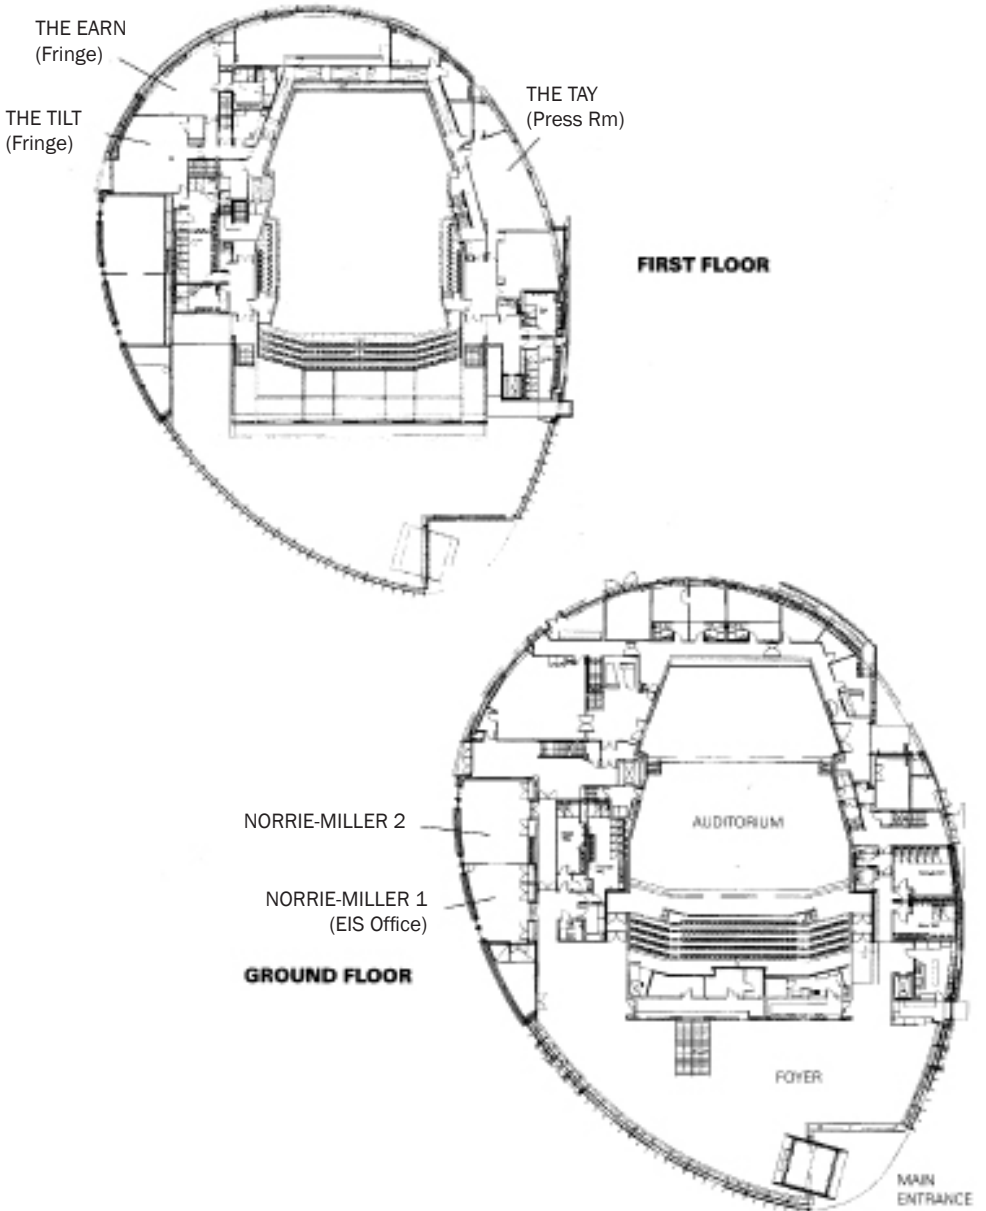 THE EARN
(Fringe)
THE TILT
(Fringe)
THE TAY
(Press Rm)
FIRST FLOOR
NORRIE-MILLER 2
NORRIE-MILLER 1
(EIS Office)
GROUND FLOOR
AUDITORIUM
FOYER
MAIN
ENTRANCE